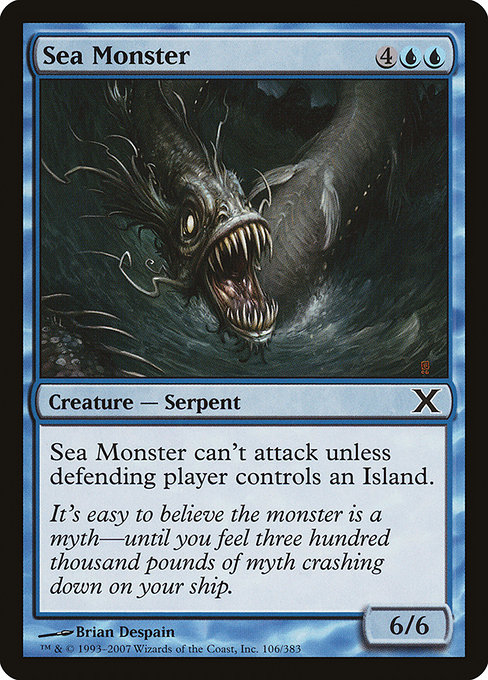 Sea Monster 4
Creature — Serpent X
Sea Monster can't attack unless
defending player controls an Island.
It's easy to believe the monster is a
myth—until you feel three hundred
thousand pounds of myth crashing
down on your ship.
6/6
Brian Despain
™ & © 1993–2007 Wizards of the Coast, Inc. 106/383